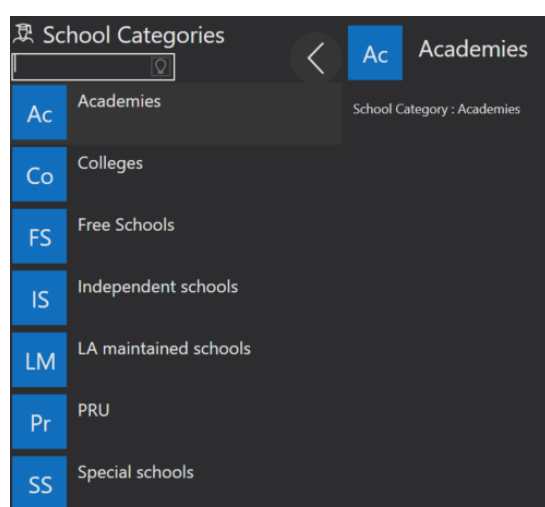 School Categories
Ac Academies
Co Colleges
FS Free Schools
IS Independent schools
LM LA maintained schools
Pr PRU
SS Special schools
Ac Academies
School Category : Academies